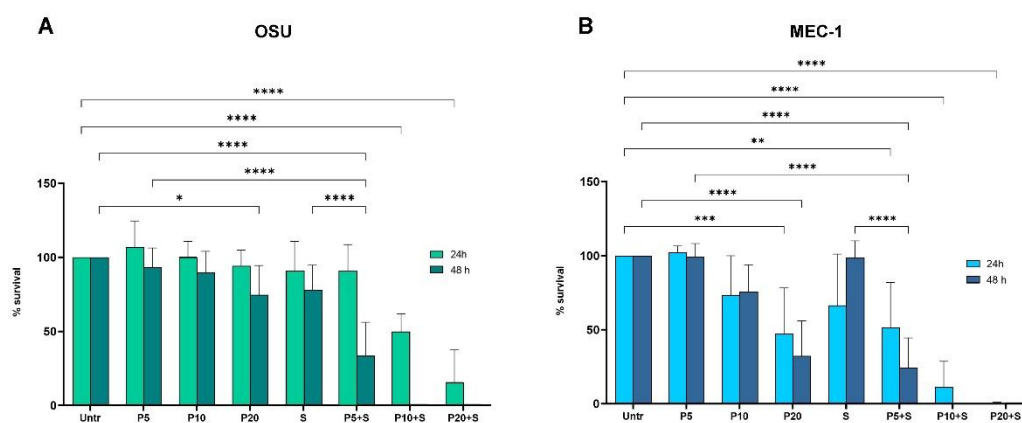 A
OSU
****
****
****
****
*
****
150
100
50
0
% survival
24h
48 h
Untr P5 P10 P20 S P5+S P10+S P20+S
B
MEC-1
****
****
****
**
****
****
***
****
150
100
50
0
% survival
24h
48 h
Untr P5 P10 P20 S P5+S P10+S P20+S